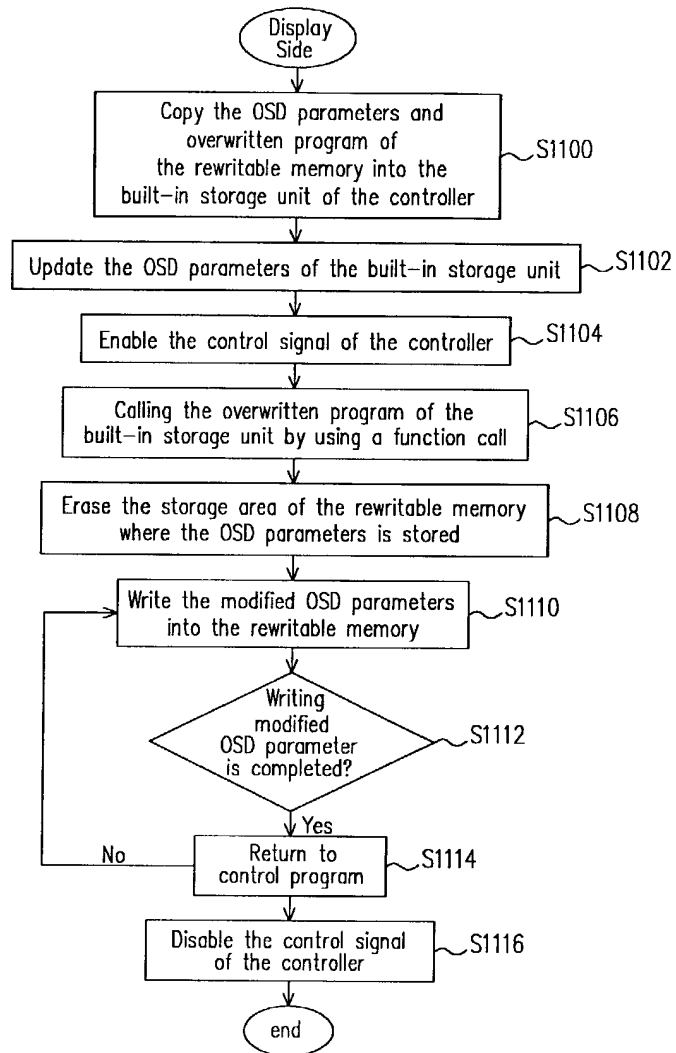 Display
Side
Copy the OSD parameters and
overwritten program of
the rewritable memory into the
built-in storage unit of the controller
S1100
Update the OSD parameters of the built-in storage unit
S1102
Enable the control signal of the controller
S1104
Calling the overwritten program of the
built-in storage unit by using a function call
S1106
Erase the storage area of the rewritable memory
where the OSD parameters is stored
S1108
Write the modified OSD parameters
into the rewritable memory
S1110
Writing
modified
OSD parameter
is completed?
S1112
Yes
No
Return to
control program
S1114
Disable the control signal
of the controller
S1116
end